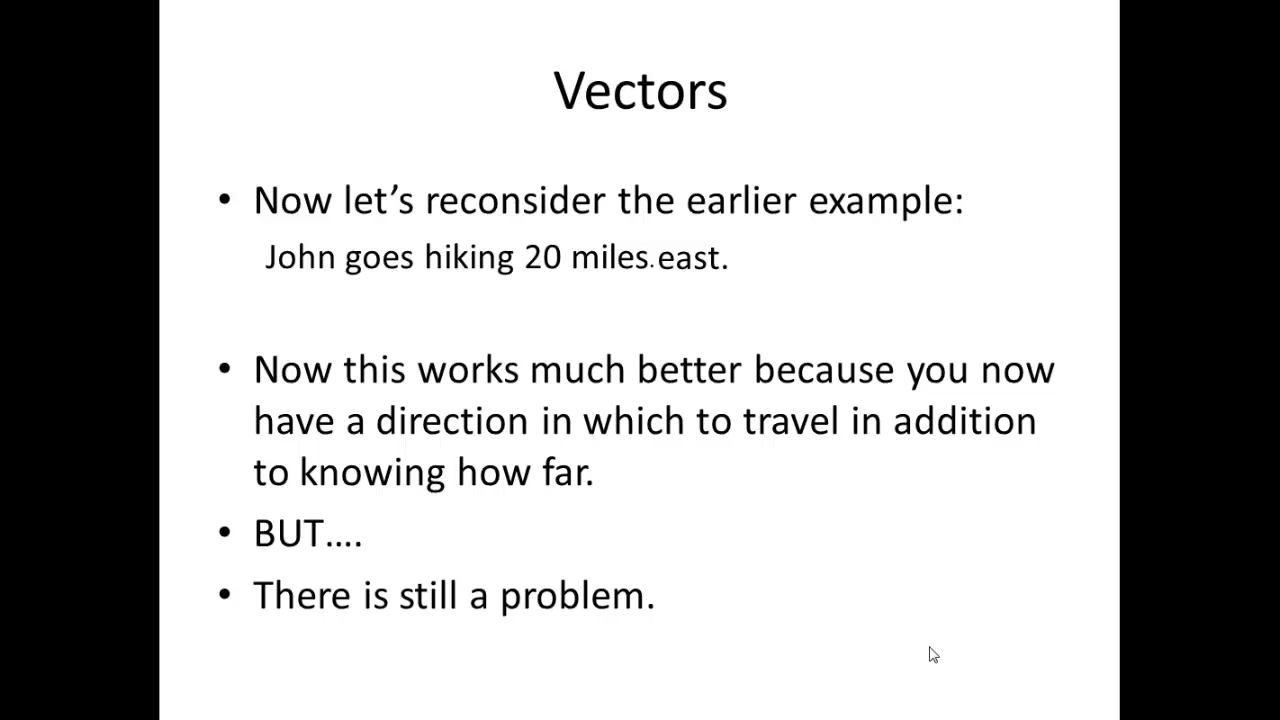 Vectors
• Now let’s reconsider the earlier example:
John goes hiking 20 miles.east.
• Now this works much better because you now
have a direction in which to travel in addition
to knowing how far.
• BUT….
• There is still a problem.